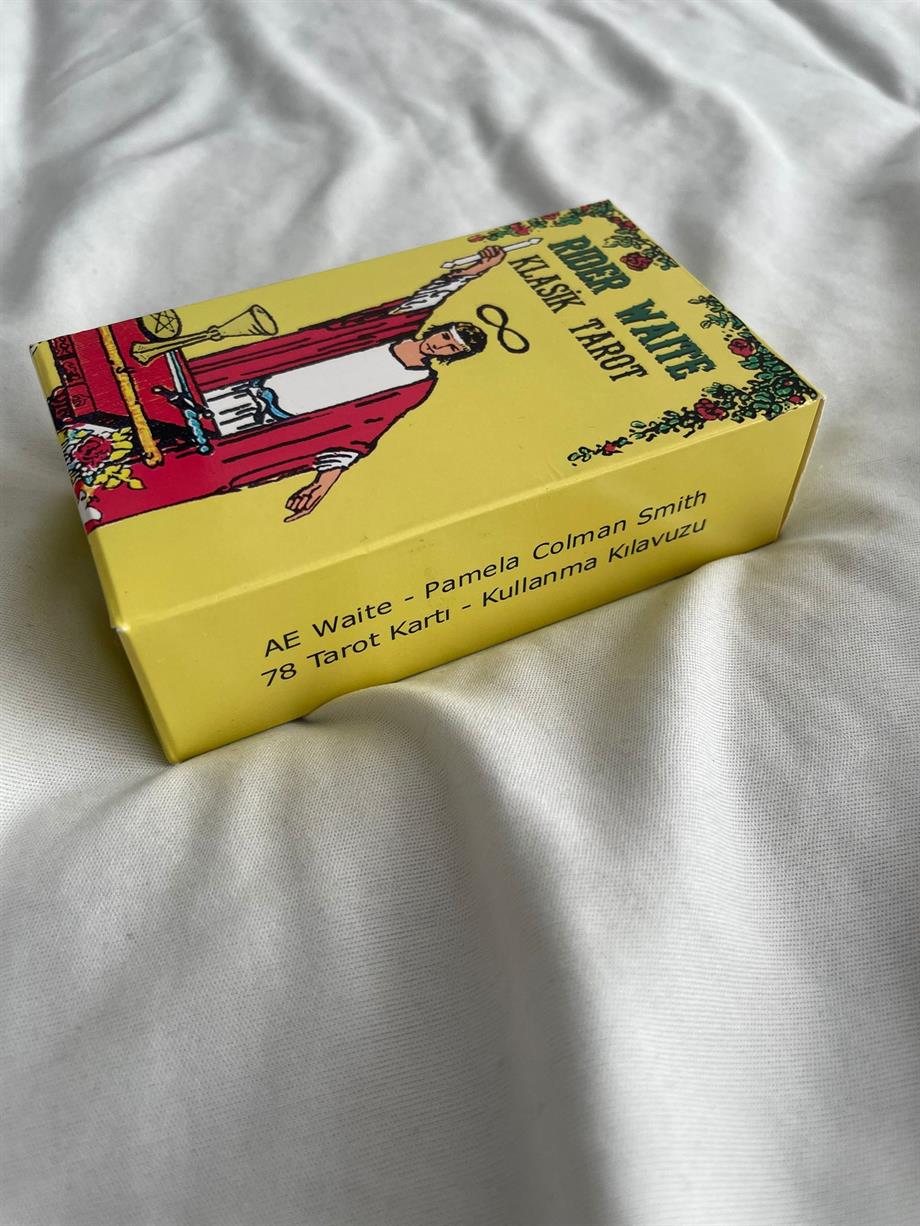 RIDER WAITE
KLASİK TAROT
AE Waite - Pamela Colman Smith
78 Tarot Kartı - Kullanma Kılavuzu